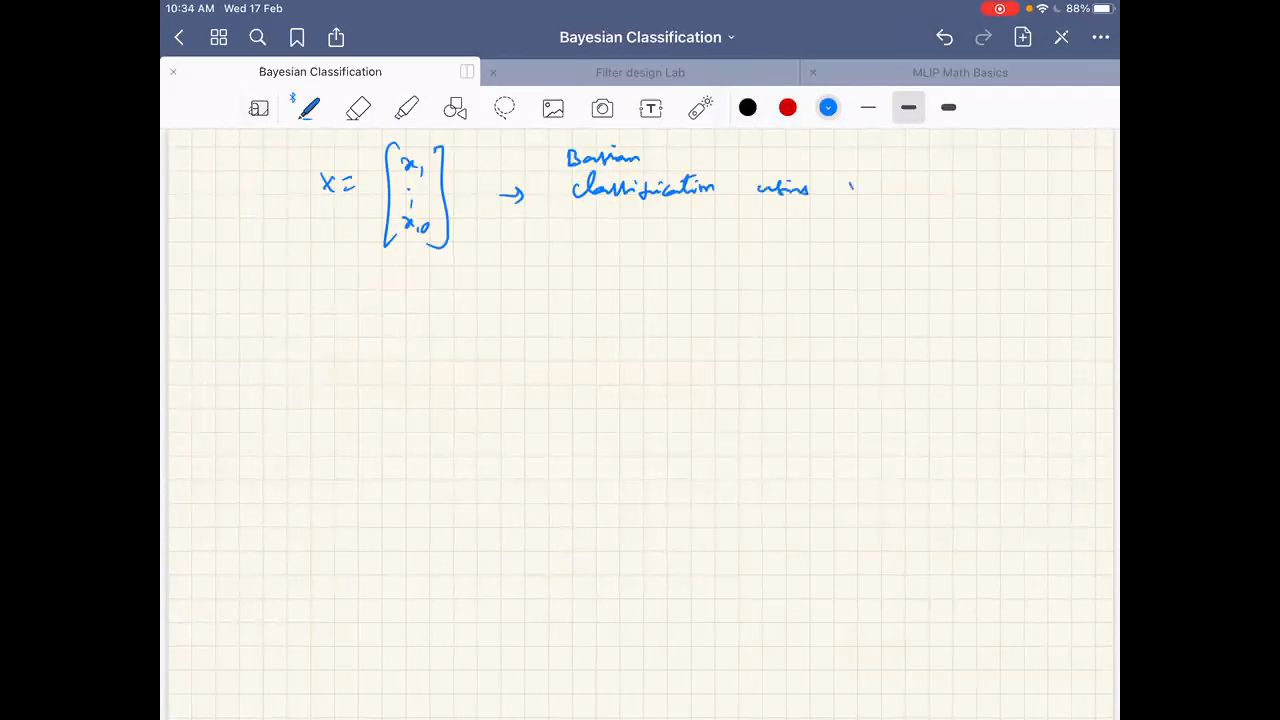 10:34 AM Wed 17 Feb 88%
Bayesian Classification
Bayesian Classification Filter design Lab MLIP Math Basics
T
Baysian
x = [x1 . . x10] → Classification